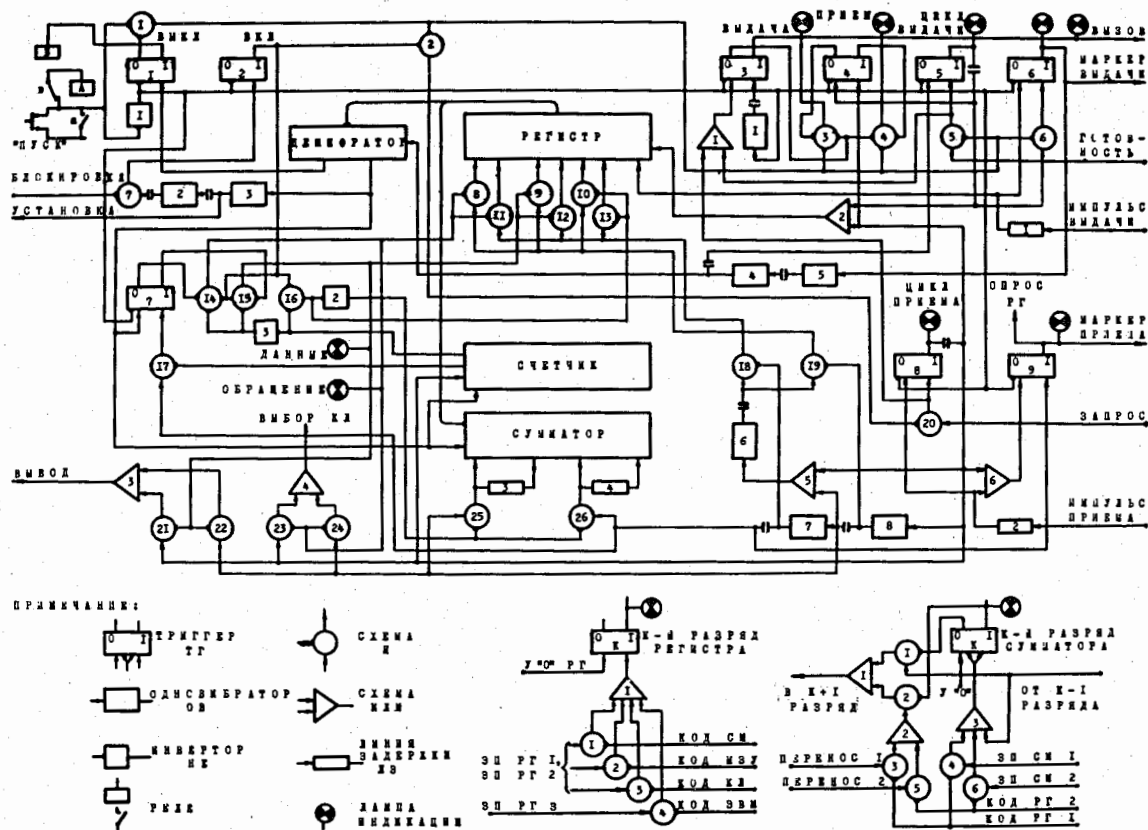 ВЫКЛ
ВКЛ
"ПУСК"
БЛОКИРОВКА
УСТАНОВКА
ДЕШИФРАТОР
РЕГИСТР
ВЫДАЧА
ПРИЕМ
ЦИКЛ
ВЫДАЧИ
ВЫЗОВ
МАРКЕР
ВЫДАЧИ
ГОТОВ-
НОСТЬ
ИМПУЛЬС
ВЫДАЧИ
ЦИКЛ
ПРИЕМА
ОПРОС
РГ
МАРКЕР
ПРИЕМА
ДАННЫЕ
ОБРАЩЕНИЕ
ВЫБОР КЛ
СЧЕТЧИК
СУММАТОР
ВЫВОД
ЗАПРОС
ИМПУЛЬС
ПРИЕМА
ПРИМЕЧАНИЕ:
ТРИГГЕР
ТГ
СХЕМА
И
ОДНОВИБРАТОР
ОВ
СХЕМА
ИЛИ
ИНВЕРТОР
НЕ
ЛИНИЯ
ЗАДЕРЖКИ
ЛЗ
РЕЛЕ
ЛАМПА
ИНДИКАЦИИ
К-Й РАЗРЯД
РЕГИСТРА
У"0" РГ
ЗП РГ 1,
ЗП РГ 2
ЗП РГ 3
КОД СМ
КОД МЗУ
КОД КЛ
КОД ЭВМ
К-Й РАЗРЯД
СУММАТОРА
В К+1
РАЗРЯД
У "0"
ОТ К-1
РАЗРЯДА
ПЕРЕНОС 1
ПЕРЕНОС 2
ЗП СМ 1
ЗП СМ 2
КОД РГ 2
КОД РГ 1